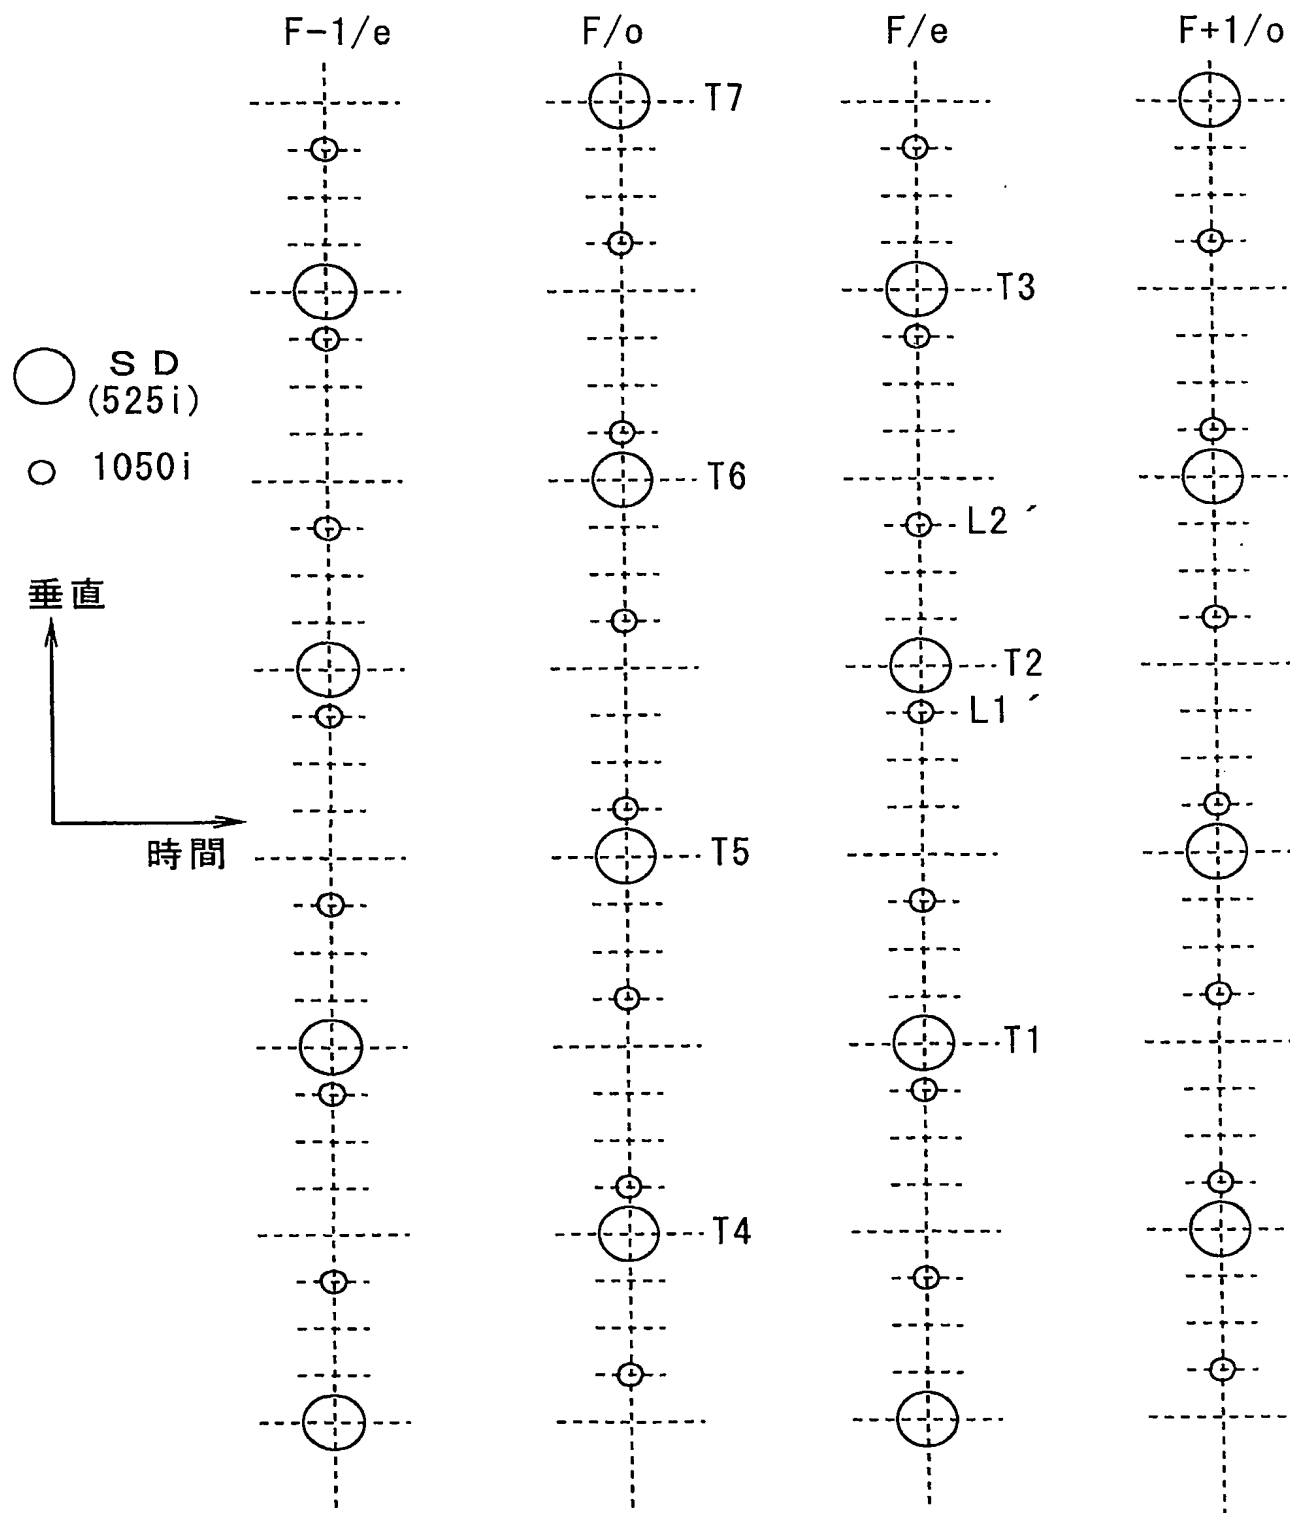 F-1/e F/o F/e F+1/o
T7
T3
SD
(525i)
1050i
T6
L2´
垂直
T2
L1´
時間
T5
T1
T4